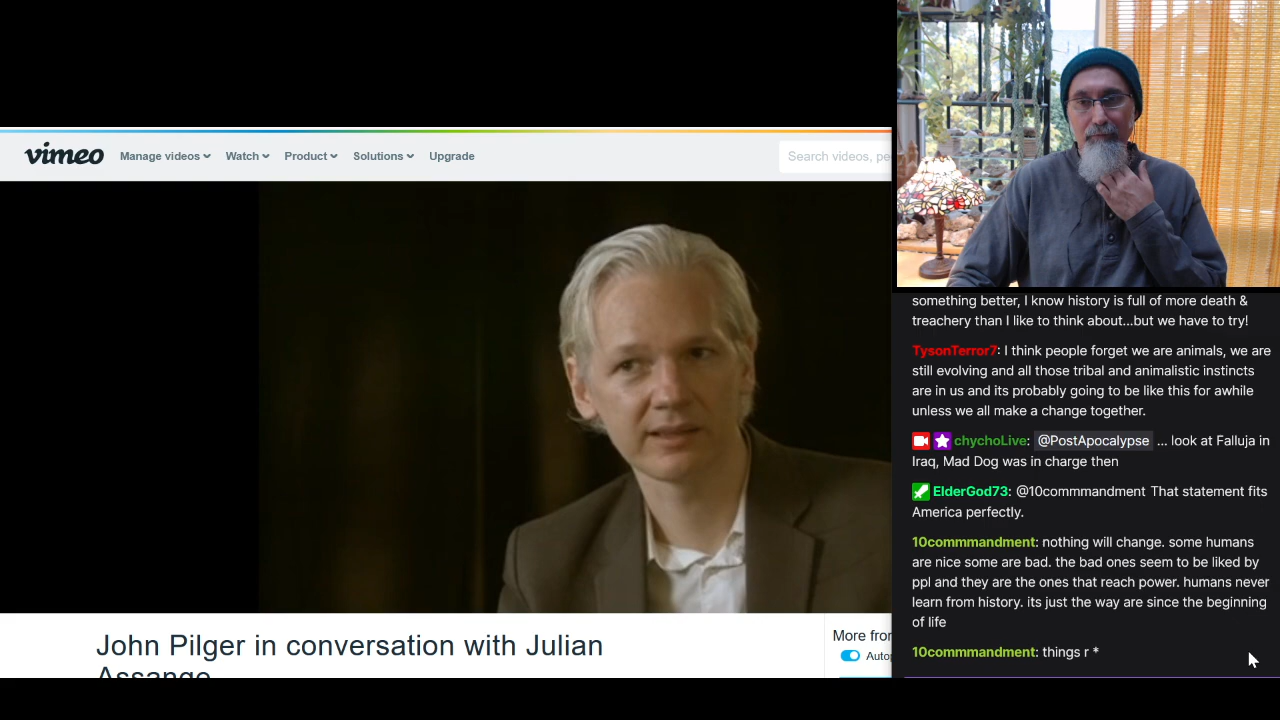 vimeo Manage videos Watch Product Solutions Upgrade Search videos, pe
John Pilger in conversation with Julian
Assange
More fro
Autop
something better, I know history is full of more death &
treachery than I like to think about...but we have to try!
TysonTerror7: I think people forget we are animals, we are
still evolving and all those tribal and animalistic instincts
are in us and its probably going to be like this for awhile
unless we all make a change together.
chychoLive: @PostApocalypse ... look at Falluja in
Iraq, Mad Dog was in charge then
ElderGod73: @10commmandment That statement fits
America perfectly.
10commmandment: nothing will change. some humans
are nice some are bad. the bad ones seem to be liked by
ppl and they are the ones that reach power. humans never
learn from history. its just the way are since the beginning
of life
10commmandment: things r *